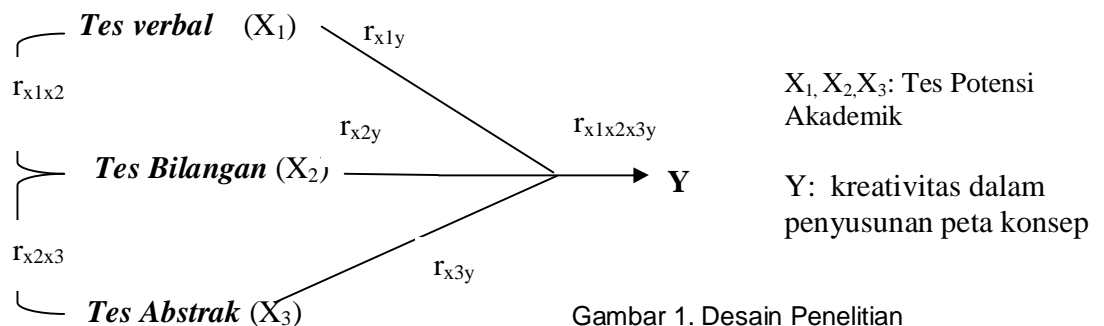 Tes verbal (X1)
rx1y
rx1x2
rx2y
rx1x2x3y
Tes Bilangan (X2)
Y
rx2x3
rx3y
Tes Abstrak (X3)
X1, X2,X3: Tes Potensi
Akademik
Y: kreativitas dalam
penyusunan peta konsep
Gambar 1. Desain Penelitian